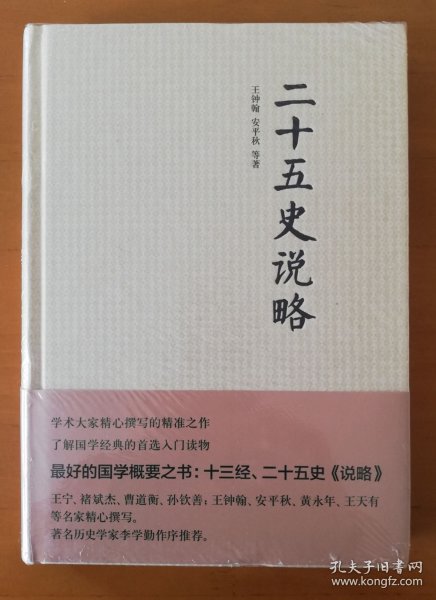 二十五史说略
王钟翰 安平秋 等著
学术大家精心撰写的精准之作
了解国学经典的首选入门读物
最好的国学概要之书：十三经、二十五史《说略》
王宁、褚斌杰、曹道衡、孙钦善；王钟翰、安平秋、黄永年、王天有
等名家精心撰写。
著名历史学家李学勤作序推荐。
孔夫子旧书网
www.kongfz.com